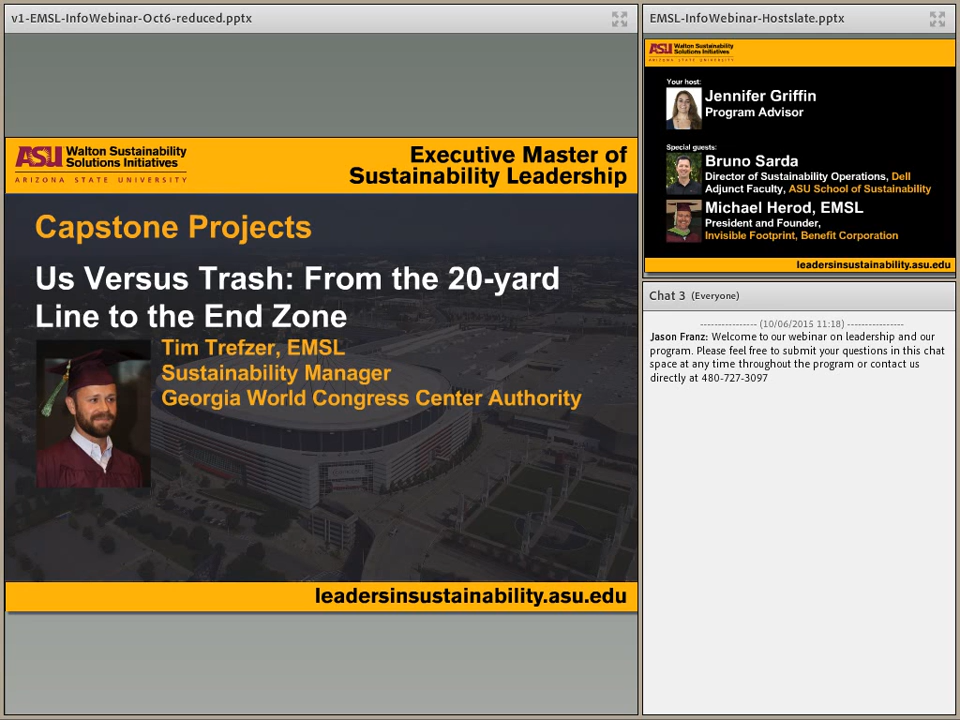 v1-EMSL-InfoWebinar-Oct6-reduced.pptx
ASU Walton Sustainability
Solutions Initiatives
ARIZONA STATE UNIVERSITY
Executive Master of
Sustainability Leadership
Capstone Projects
Us Versus Trash: From the 20-yard
Line to the End Zone
Tim Trefzer, EMSL
Sustainability Manager
Georgia World Congress Center Authority
leadersinsustainability.asu.edu
EMSL-InfoWebinar-Hostslate.pptx
ASU Walton Sustainability
Solutions Initiatives
ARIZONA STATE UNIVERSITY
Your host:
Jennifer Griffin
Program Advisor
Special guests:
Bruno Sarda
Director of Sustainability Operations, Dell
Adjunct Faculty, ASU School of Sustainability
Michael Herod, EMSL
President and Founder,
Invisible Footprint, Benefit Corporation
leadersinsustainability.asu.edu
Chat 3 (Everyone)
---------------- (10/06/2015 11:18) ----------------
Jason Franz: Welcome to our webinar on leadership and our
program. Please feel free to submit your questions in this chat
space at any time throughout the program or contact us
directly at 480-727-3097